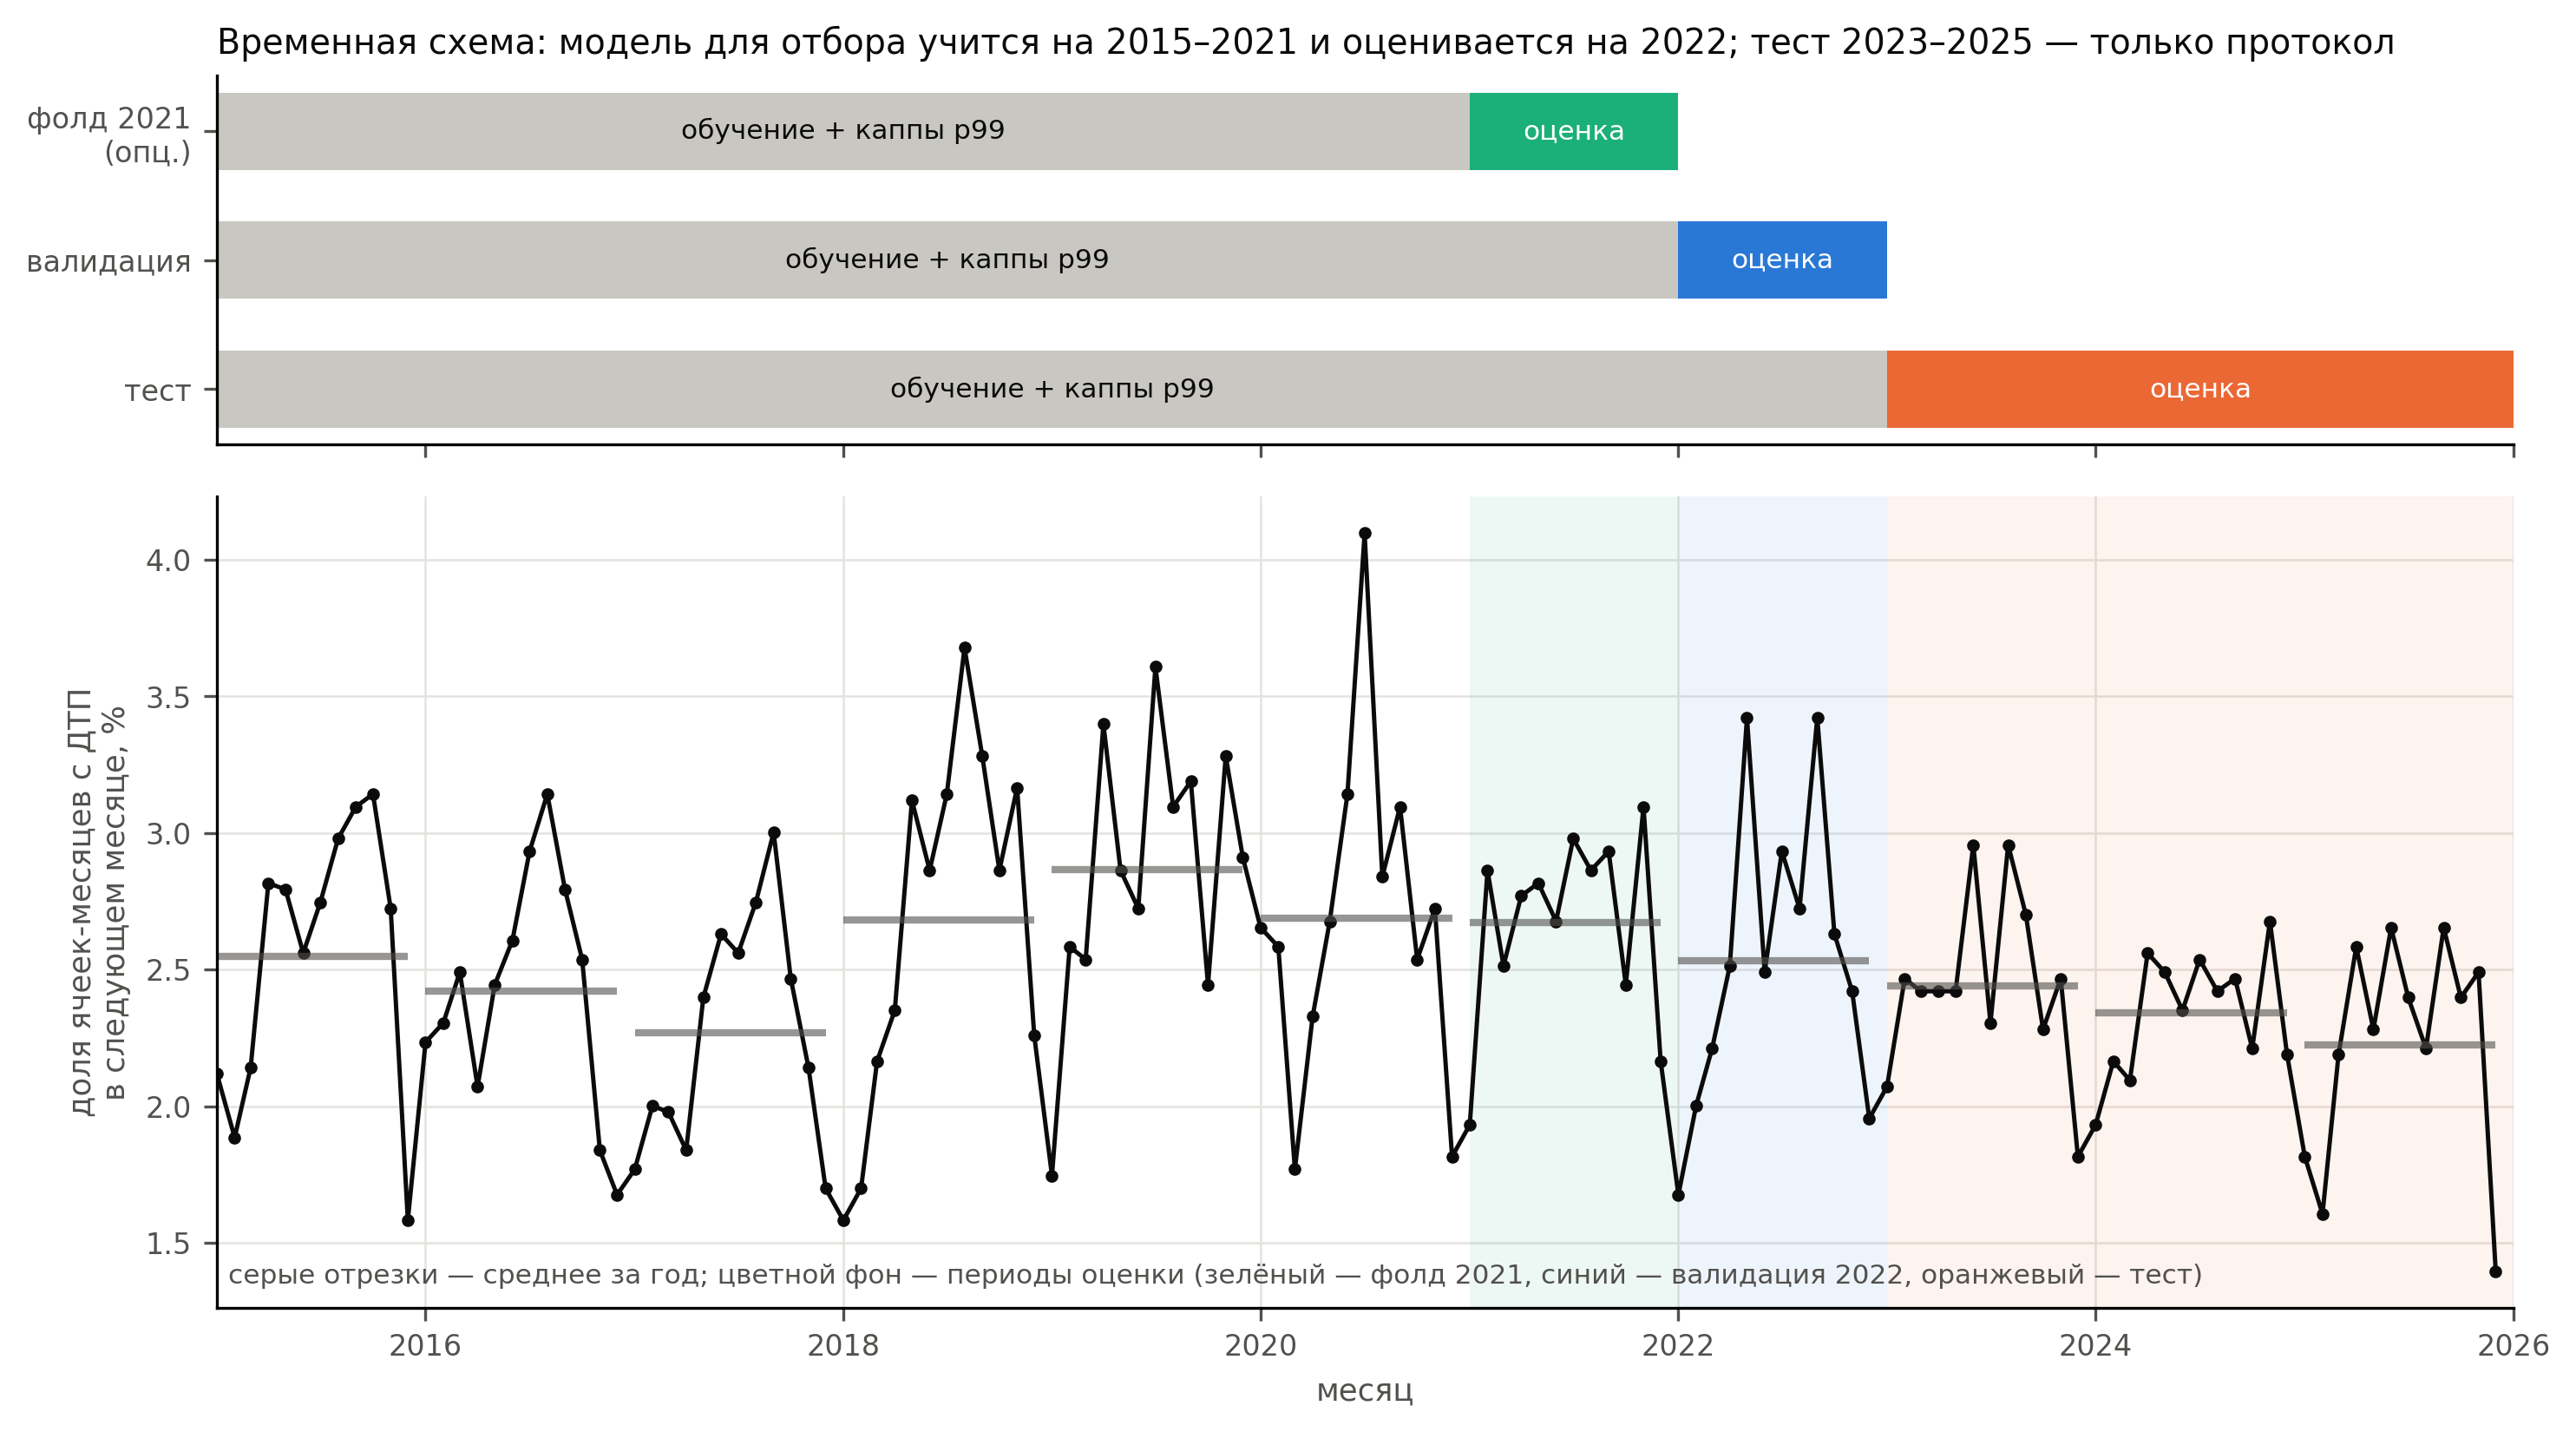 Временная схема: модель для отбора учится на 2015–2021 и оценивается на 2022; тест 2023–2025 — только протокол
фолд 2021
(опц.)
обучение + каппы p99
оценка
валидация
обучение + каппы p99
оценка
тест
обучение + каппы p99
оценка
доля ячеек-месяцев с ДТП
в следующем месяце, %
4.0
3.5
3.0
2.5
2.0
1.5
серые отрезки — среднее за год; цветной фон — периоды оценки (зелёный — фолд 2021, синий — валидация 2022, оранжевый — тест)
2016
2018
2020
2022
2024
2026
месяц